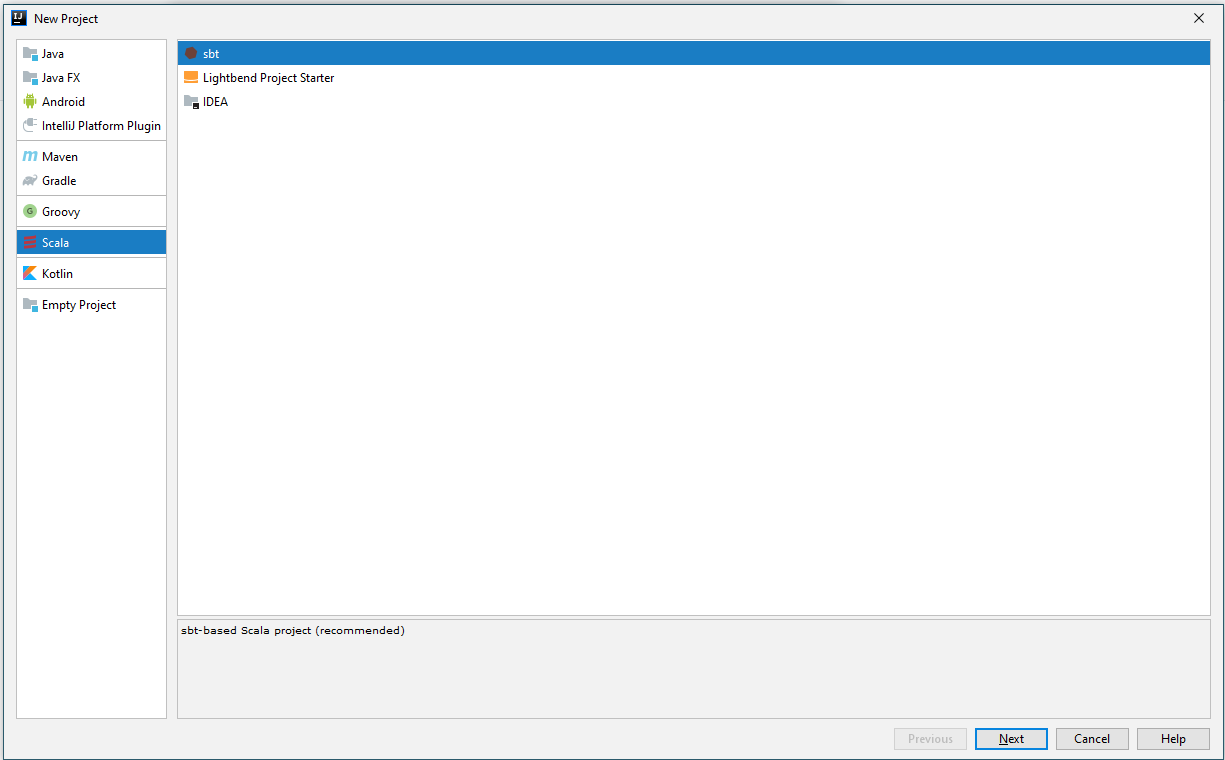 New Project
Java
Java FX
Android
IntelliJ Platform Plugin
Maven
Gradle
Groovy
Scala
Kotlin
Empty Project
sbt
Lightbend Project Starter
IDEA
sbt-based Scala project (recommended)
Previous
Next
Cancel
Help